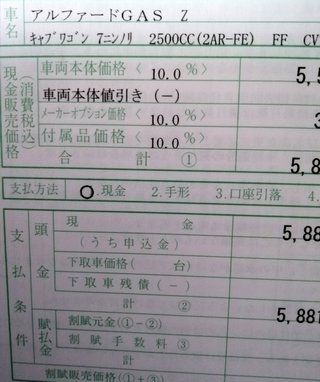 車名 アルファードGAS Z
ｷｬﾌﾞﾜｺﾞﾝ 7ﾆﾝﾉﾘ 2500CC(2AR-FE) FF CV
現金販売価格(消費税込)
車両本体価格 〈10.0%〉 5,5
車両本体値引き (－)
メーカーオプション価格 〈10.0%〉 3
付属品価格 〈10.0%〉
合計 ① 5,8
支払方法 ○.現金 2.手形 3.口座引落 4.
支払条件
頭金
現金 5,88
(うち申込金)
下取車価格( 台)
下取車残債(－)
計 ② 5,881
賦払金
割賦元金(①－②)
割賦手数料③
割賦販売価格(①+③)